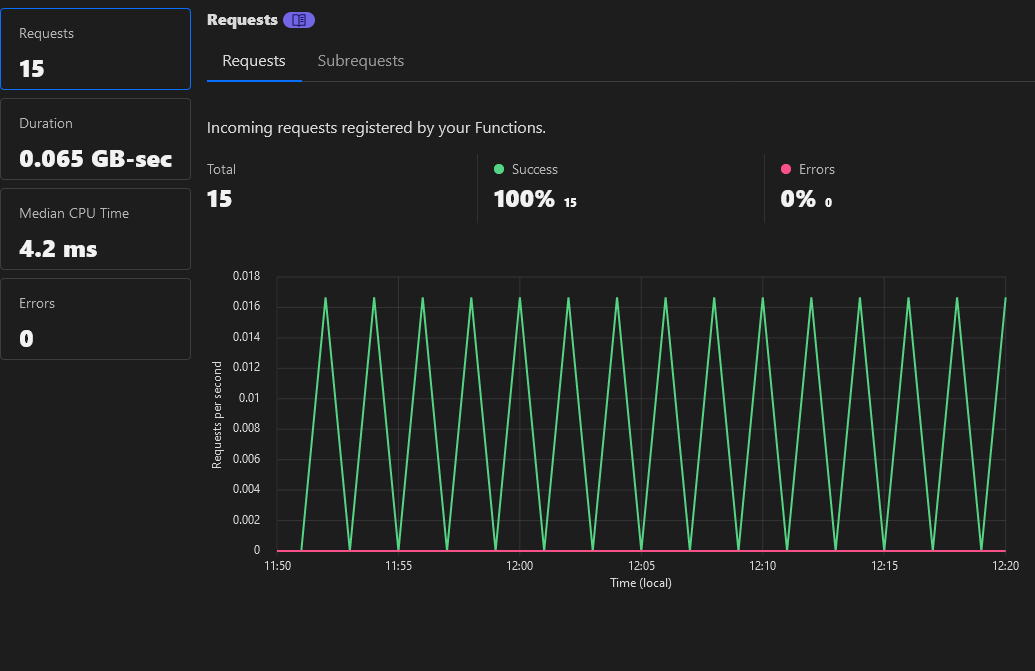 Requests
15
Duration
0.065 GB-sec
Median CPU Time
4.2 ms
Errors
0
Requests
Requests Subrequests
Incoming requests registered by your Functions.
Total Success Errors
15 100% 15 0% 0
0.018
0.016
0.014
0.012
0.01
0.008
0.006
0.004
0.002
0
Requests per second
11:50 11:55 12:00 12:05 12:10 12:15 12:20
Time (local)